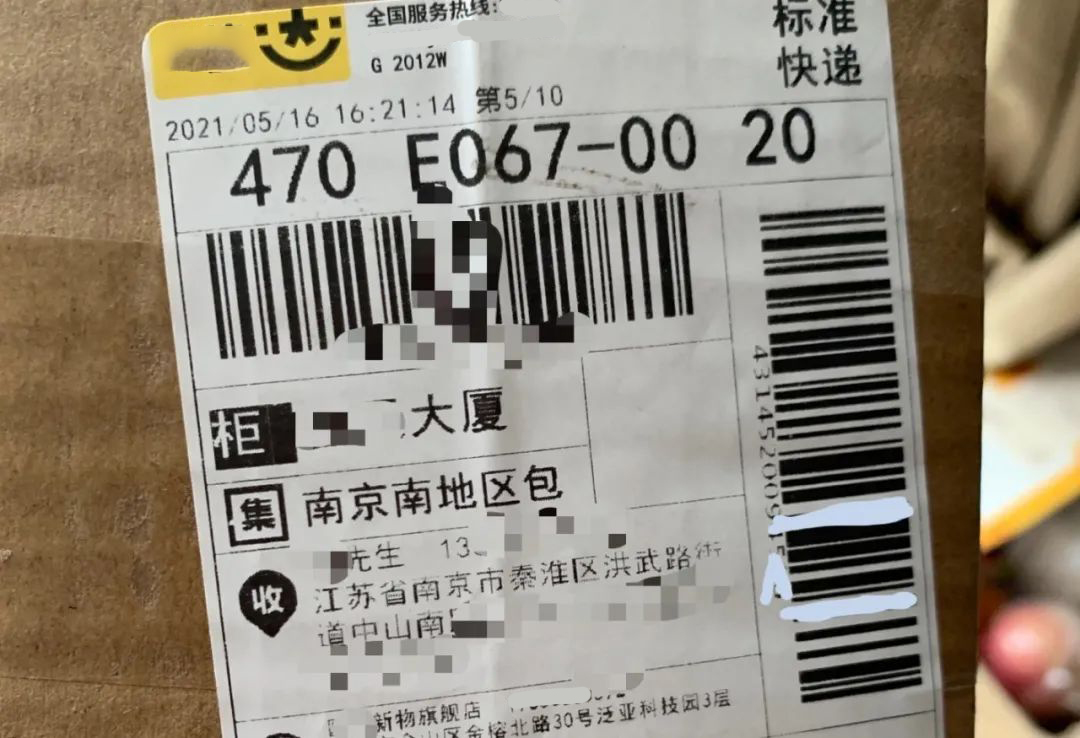 全国服务热线:
G 2012W
标准
快递
2021/05/16 16:21:14 第5/10
470 E067-00 20
柜 大厦
集 南京南地区包
先生 13
收 江苏省南京市秦淮区洪武路街
道中山南
431452009
新物旗舰店
金榕北路30号泛亚科技园3层